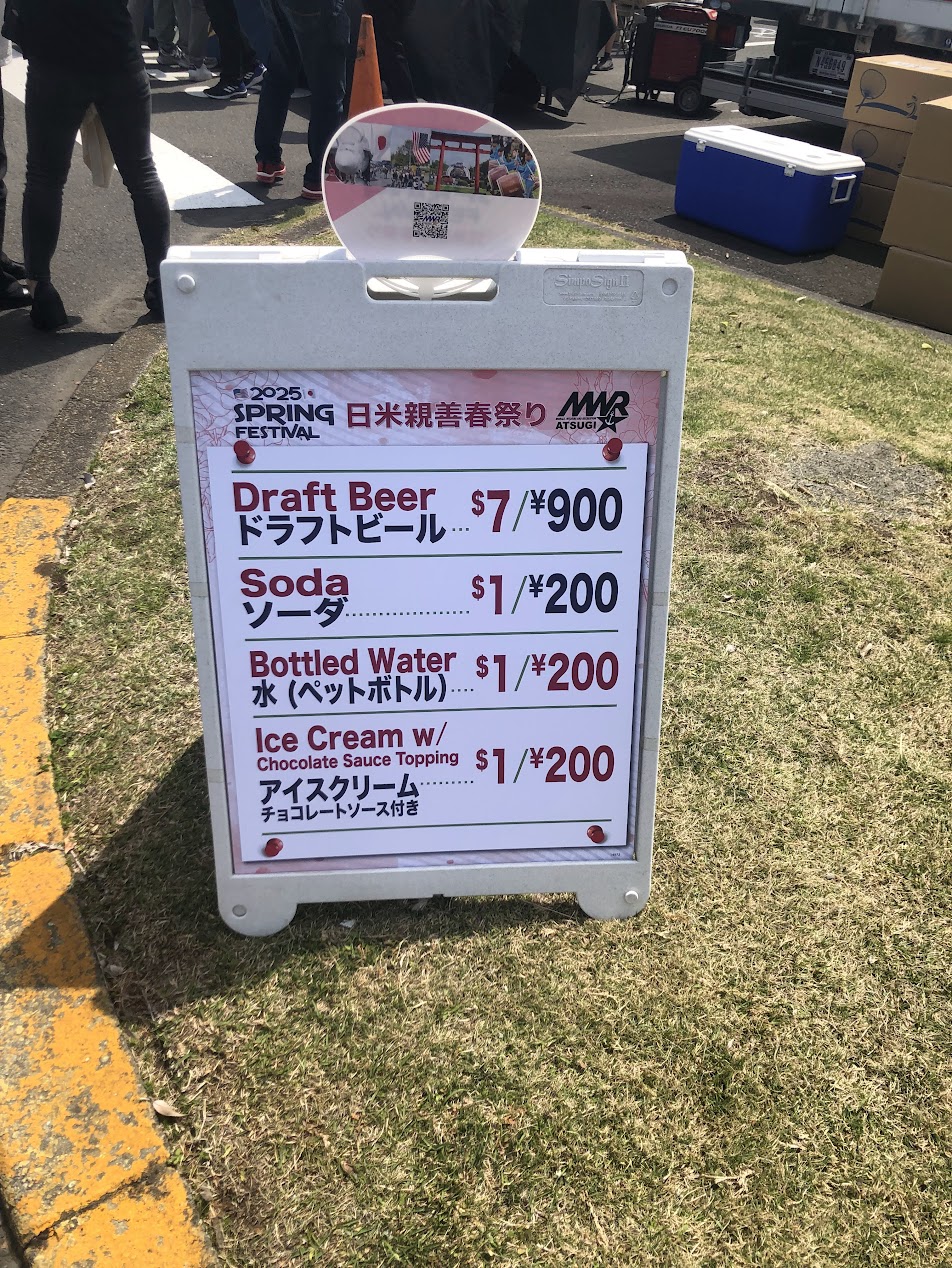 Simpo Sign II
2025
SPRING
FESTIVAL
日米親善春祭り
MWR
ATSUGI
Draft Beer
ドラフトビール ... $7/¥900
Soda
ソーダ .................. $1/¥200
Bottled Water
水 (ペットボトル) .... $1/¥200
Ice Cream w/
Chocolate Sauce Topping
アイスクリーム ......... $1/¥200
チョコレートソース付き